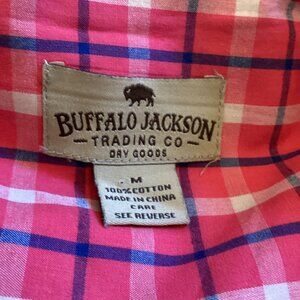 BUFFALO JACKSON
TRADING CO
DRY GOODS
M
100% COTTON
MADE IN CHINA
CARE
SEE REVERSE